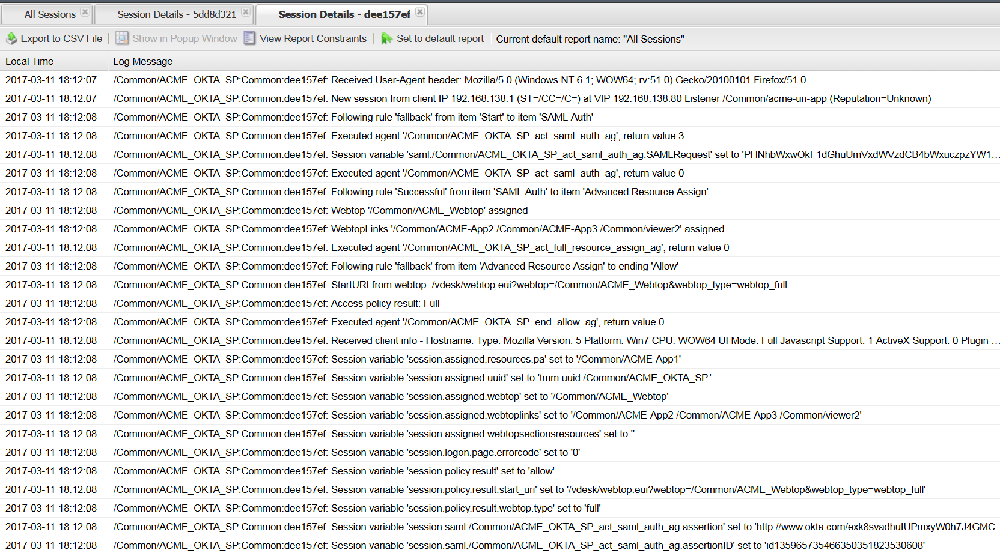 All Sessions
Session Details - 5dd8d321
Session Details - dee157ef
Export to CSV File
Show in Popup Window
View Report Constraints
Set to default report
Current default report name: "All Sessions"
Local Time Log Message
2017-03-11 18:12:07 /Common/ACME_OKTA_SP:Common:dee157ef: Received User-Agent header: Mozilla/5.0 (Windows NT 6.1; WOW64; rv:51.0) Gecko/20100101 Firefox/51.0.
2017-03-11 18:12:07 /Common/ACME_OKTA_SP:Common:dee157ef: New session from client IP 192.168.138.1 (ST=/CC=/C=) at VIP 192.168.138.80 Listener /Common/acme-uri-app (Reputation=Unknown)
2017-03-11 18:12:08 /Common/ACME_OKTA_SP:Common:dee157ef: Following rule 'fallback' from item 'Start' to item 'SAML Auth'
2017-03-11 18:12:08 /Common/ACME_OKTA_SP:Common:dee157ef: Executed agent '/Common/ACME_OKTA_SP_act_saml_auth_ag', return value 3
2017-03-11 18:12:08 /Common/ACME_OKTA_SP:Common:dee157ef: Session variable 'saml./Common/ACME_OKTA_SP_act_saml_auth_ag.SAMLRequest' set to 'PHNhbWxwOkF1dGhuUmVxdWVzdCB4bWxuczpzYW1...
2017-03-11 18:12:08 /Common/ACME_OKTA_SP:Common:dee157ef: Executed agent '/Common/ACME_OKTA_SP_act_saml_auth_ag', return value 0
2017-03-11 18:12:08 /Common/ACME_OKTA_SP:Common:dee157ef: Following rule 'Successful' from item 'SAML Auth' to item 'Advanced Resource Assign'
2017-03-11 18:12:08 /Common/ACME_OKTA_SP:Common:dee157ef: Webtop '/Common/ACME_Webtop' assigned
2017-03-11 18:12:08 /Common/ACME_OKTA_SP:Common:dee157ef: WebtopLinks '/Common/ACME-App2 /Common/ACME-App3 /Common/viewer2' assigned
2017-03-11 18:12:08 /Common/ACME_OKTA_SP:Common:dee157ef: Executed agent '/Common/ACME_OKTA_SP_act_full_resource_assign_ag', return value 0
2017-03-11 18:12:08 /Common/ACME_OKTA_SP:Common:dee157ef: Following rule 'fallback' from item 'Advanced Resource Assign' to ending 'Allow'
2017-03-11 18:12:08 /Common/ACME_OKTA_SP:Common:dee157ef: StartURI from webtop: /vdesk/webtop.eui?webtop=/Common/ACME_Webtop&webtop_type=webtop_full
2017-03-11 18:12:08 /Common/ACME_OKTA_SP:Common:dee157ef: Access policy result: Full
2017-03-11 18:12:08 /Common/ACME_OKTA_SP:Common:dee157ef: Executed agent '/Common/ACME_OKTA_SP_end_allow_ag', return value 0
2017-03-11 18:12:08 /Common/ACME_OKTA_SP:Common:dee157ef: Received client info - Hostname: Type: Mozilla Version: 5 Platform: Win7 CPU: WOW64 UI Mode: Full Javascript Support: 1 ActiveX Support: 0 Plugin ...
2017-03-11 18:12:08 /Common/ACME_OKTA_SP:Common:dee157ef: Session variable 'session.assigned.resources.pa' set to '/Common/ACME-App1'
2017-03-11 18:12:08 /Common/ACME_OKTA_SP:Common:dee157ef: Session variable 'session.assigned.uuid' set to 'tmm.uuid./Common/ACME_OKTA_SP.'
2017-03-11 18:12:08 /Common/ACME_OKTA_SP:Common:dee157ef: Session variable 'session.assigned.webtop' set to '/Common/ACME_Webtop'
2017-03-11 18:12:08 /Common/ACME_OKTA_SP:Common:dee157ef: Session variable 'session.assigned.webtoplinks' set to '/Common/ACME-App2 /Common/ACME-App3 /Common/viewer2'
2017-03-11 18:12:08 /Common/ACME_OKTA_SP:Common:dee157ef: Session variable 'session.assigned.webtopsectionsresources' set to ''
2017-03-11 18:12:08 /Common/ACME_OKTA_SP:Common:dee157ef: Session variable 'session.logon.page.errorcode' set to '0'
2017-03-11 18:12:08 /Common/ACME_OKTA_SP:Common:dee157ef: Session variable 'session.policy.result' set to 'allow'
2017-03-11 18:12:08 /Common/ACME_OKTA_SP:Common:dee157ef: Session variable 'session.policy.result.start_uri' set to '/vdesk/webtop.eui?webtop=/Common/ACME_Webtop&webtop_type=webtop_full'
2017-03-11 18:12:08 /Common/ACME_OKTA_SP:Common:dee157ef: Session variable 'session.policy.result.webtop.type' set to 'full'
2017-03-11 18:12:08 /Common/ACME_OKTA_SP:Common:dee157ef: Session variable 'session.saml./Common/ACME_OKTA_SP_act_saml_auth_ag.assertion' set to 'http://www.okta.com/exk8svadhuIUPmxyW0h7J4GMC...
2017-03-11 18:12:08 /Common/ACME_OKTA_SP:Common:dee157ef: Session variable 'session.saml./Common/ACME_OKTA_SP_act_saml_auth_ag.assertionID' set to 'id13596573546635035182353​0608'